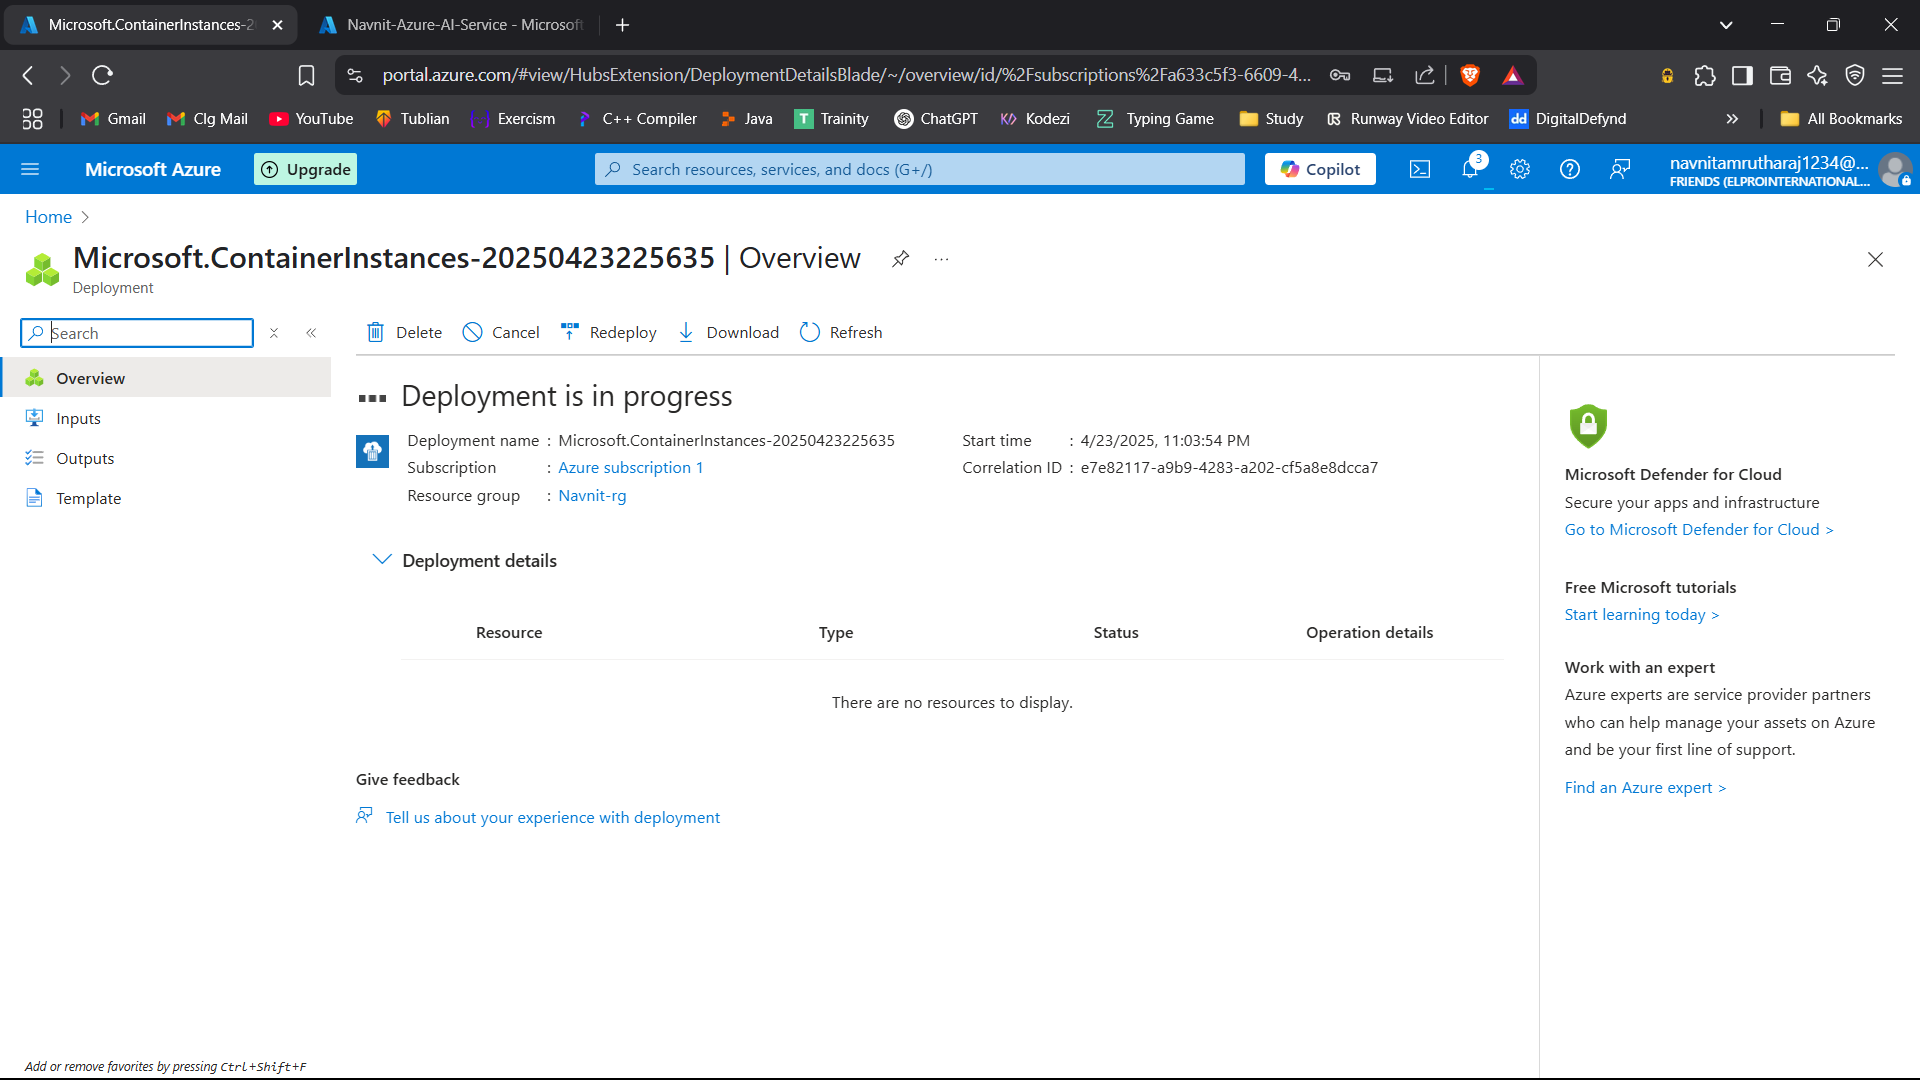 Microsoft.ContainerInstances-2
Navnit-Azure-AI-Service - Microsoft
portal.azure.com/#view/HubsExtension/DeploymentDetailsBlade/~/overview/id/%2Fsubscriptions%2Fa633c5f3-6609-4...
Gmail
Clg Mail
YouTube
Tublian
Exercism
C++ Compiler
Java
Trainity
ChatGPT
Kodezi
Typing Game
Study
Runway Video Editor
DigitalDefynd
All Bookmarks
Microsoft Azure
Upgrade
Search resources, services, and docs (G+/)
Copilot
3
navnitamrutharaj1234@...
FRIENDS (ELPROINTERNATIONAL...
Home
Microsoft.ContainerInstances-20250423225635 | Overview
Deployment
Search
Overview
Inputs
Outputs
Template
Delete
Cancel
Redeploy
Download
Refresh
Deployment is in progress
Deployment name : Microsoft.ContainerInstances-20250423225635
Subscription : Azure subscription 1
Resource group : Navnit-rg
Start time : 4/23/2025, 11:03:54 PM
Correlation ID : e7e82117-a9b9-4283-a202-cf5a8e8dcca7
Deployment details
Resource Type Status Operation details
There are no resources to display.
Give feedback
Tell us about your experience with deployment
Microsoft Defender for Cloud
Secure your apps and infrastructure
Go to Microsoft Defender for Cloud >
Free Microsoft tutorials
Start learning today >
Work with an expert
Azure experts are service provider partners
who can help manage your assets on Azure
and be your first line of support.
Find an Azure expert >
Add or remove favorites by pressing Ctrl+Shift+F